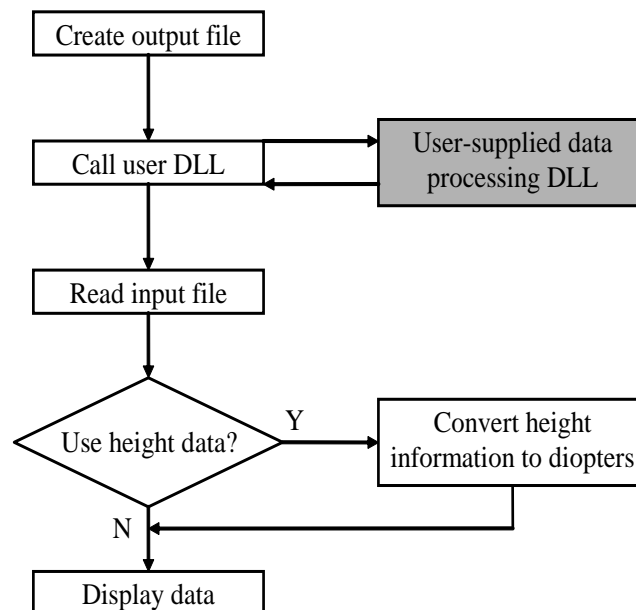 Create output file
Call user DLL
User-supplied data
processing DLL
Read input file
Use height data?
Y
Convert height
information to diopters
N
Display data